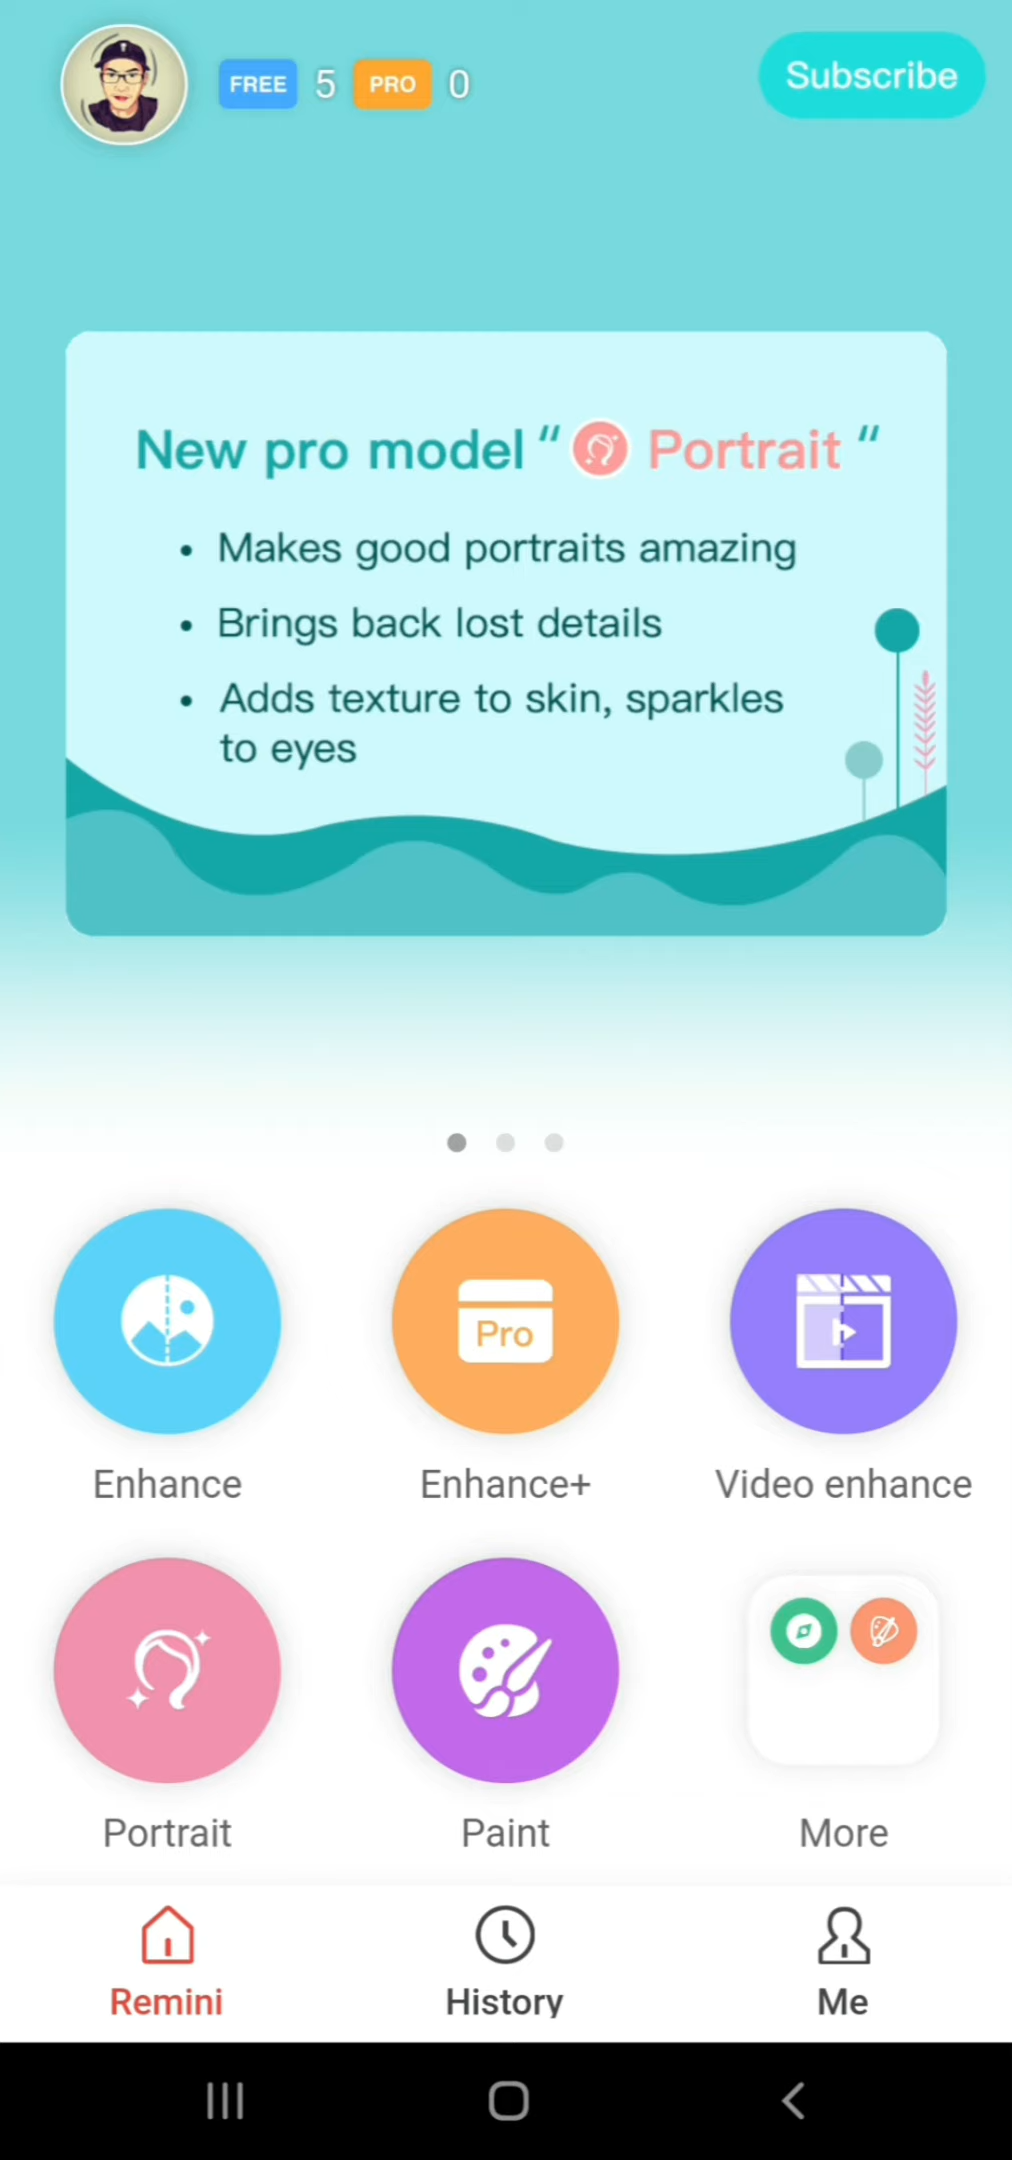 FREE 5 PRO 0 Subscribe
New pro model “ Portrait “
• Makes good portraits amazing
• Brings back lost details
• Adds texture to skin, sparkles
to eyes
Pro
Enhance Enhance+ Video enhance
Portrait Paint More
Remini History Me